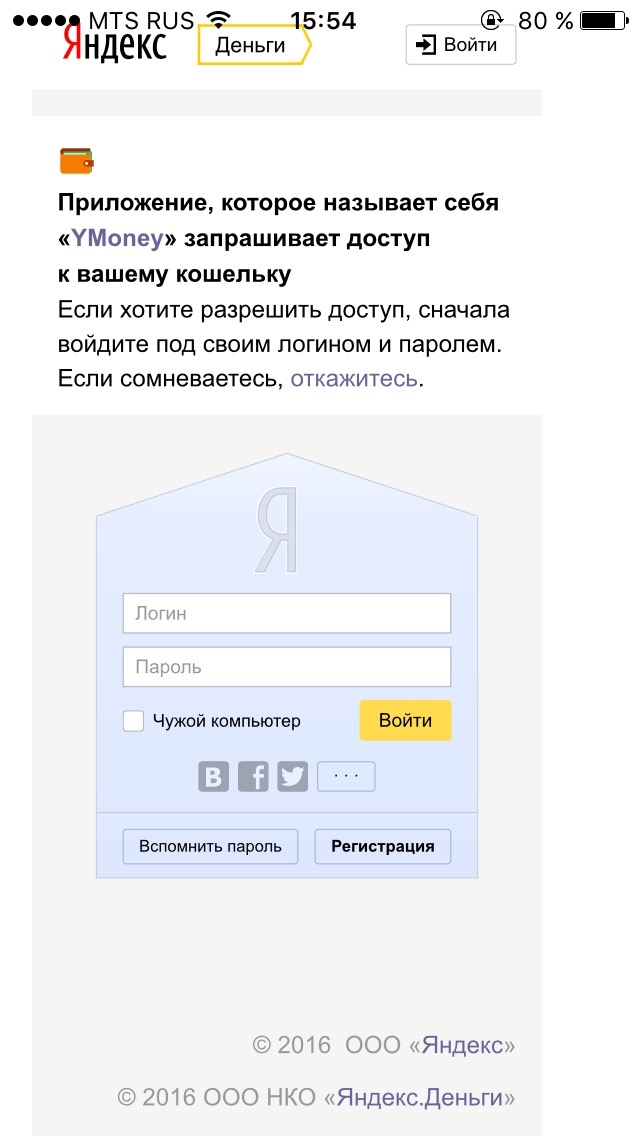 MTS RUS 15:54 80 %
Яндекс Деньги Войти
Приложение, которое называет себя
«YMoney» запрашивает доступ
к вашему кошельку
Если хотите разрешить доступ, сначала
войдите под своим логином и паролем.
Если сомневаетесь, откажитесь.
Я
Логин
Пароль
Чужой компьютер Войти
B f ...
Вспомнить пароль Регистрация
© 2016 ООО «Яндекс»
© 2016 ООО НКО «Яндекс.Деньги»